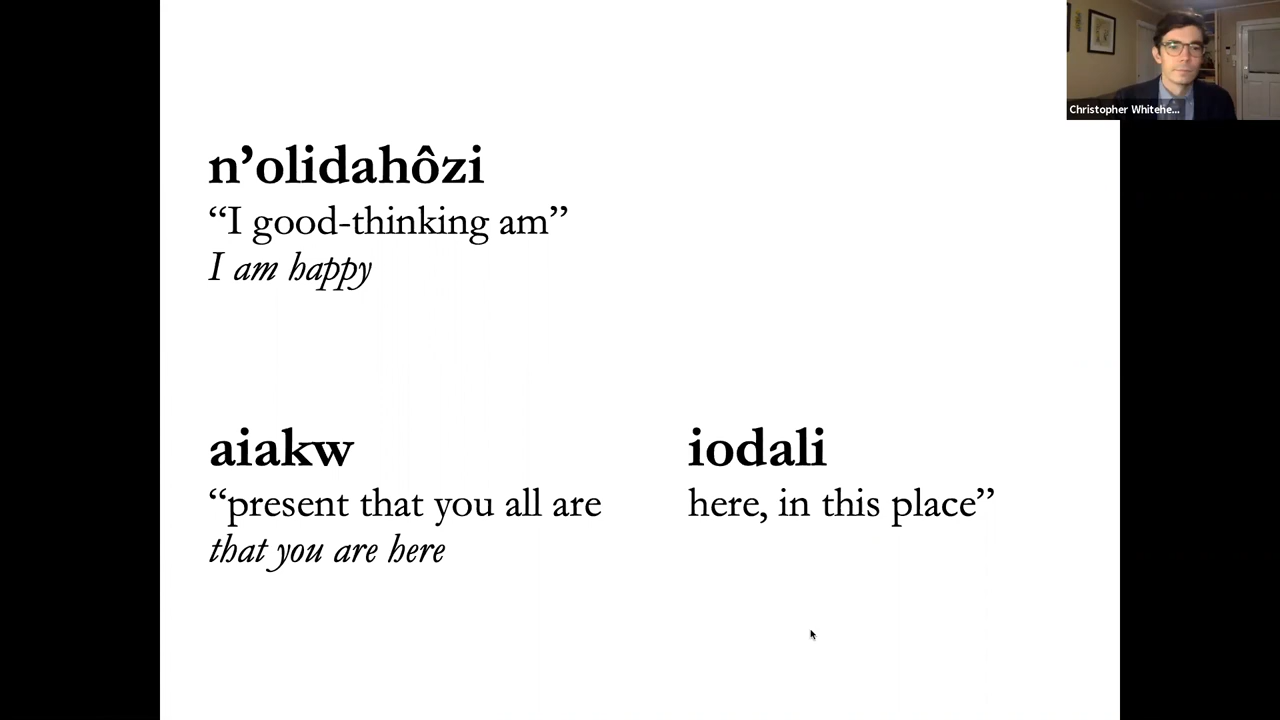 Christopher Whitehe...
n’olidahôzi
“I good-thinking am”
I am happy
aiakw
“present that you all are
that you are here
iodali
here, in this place”